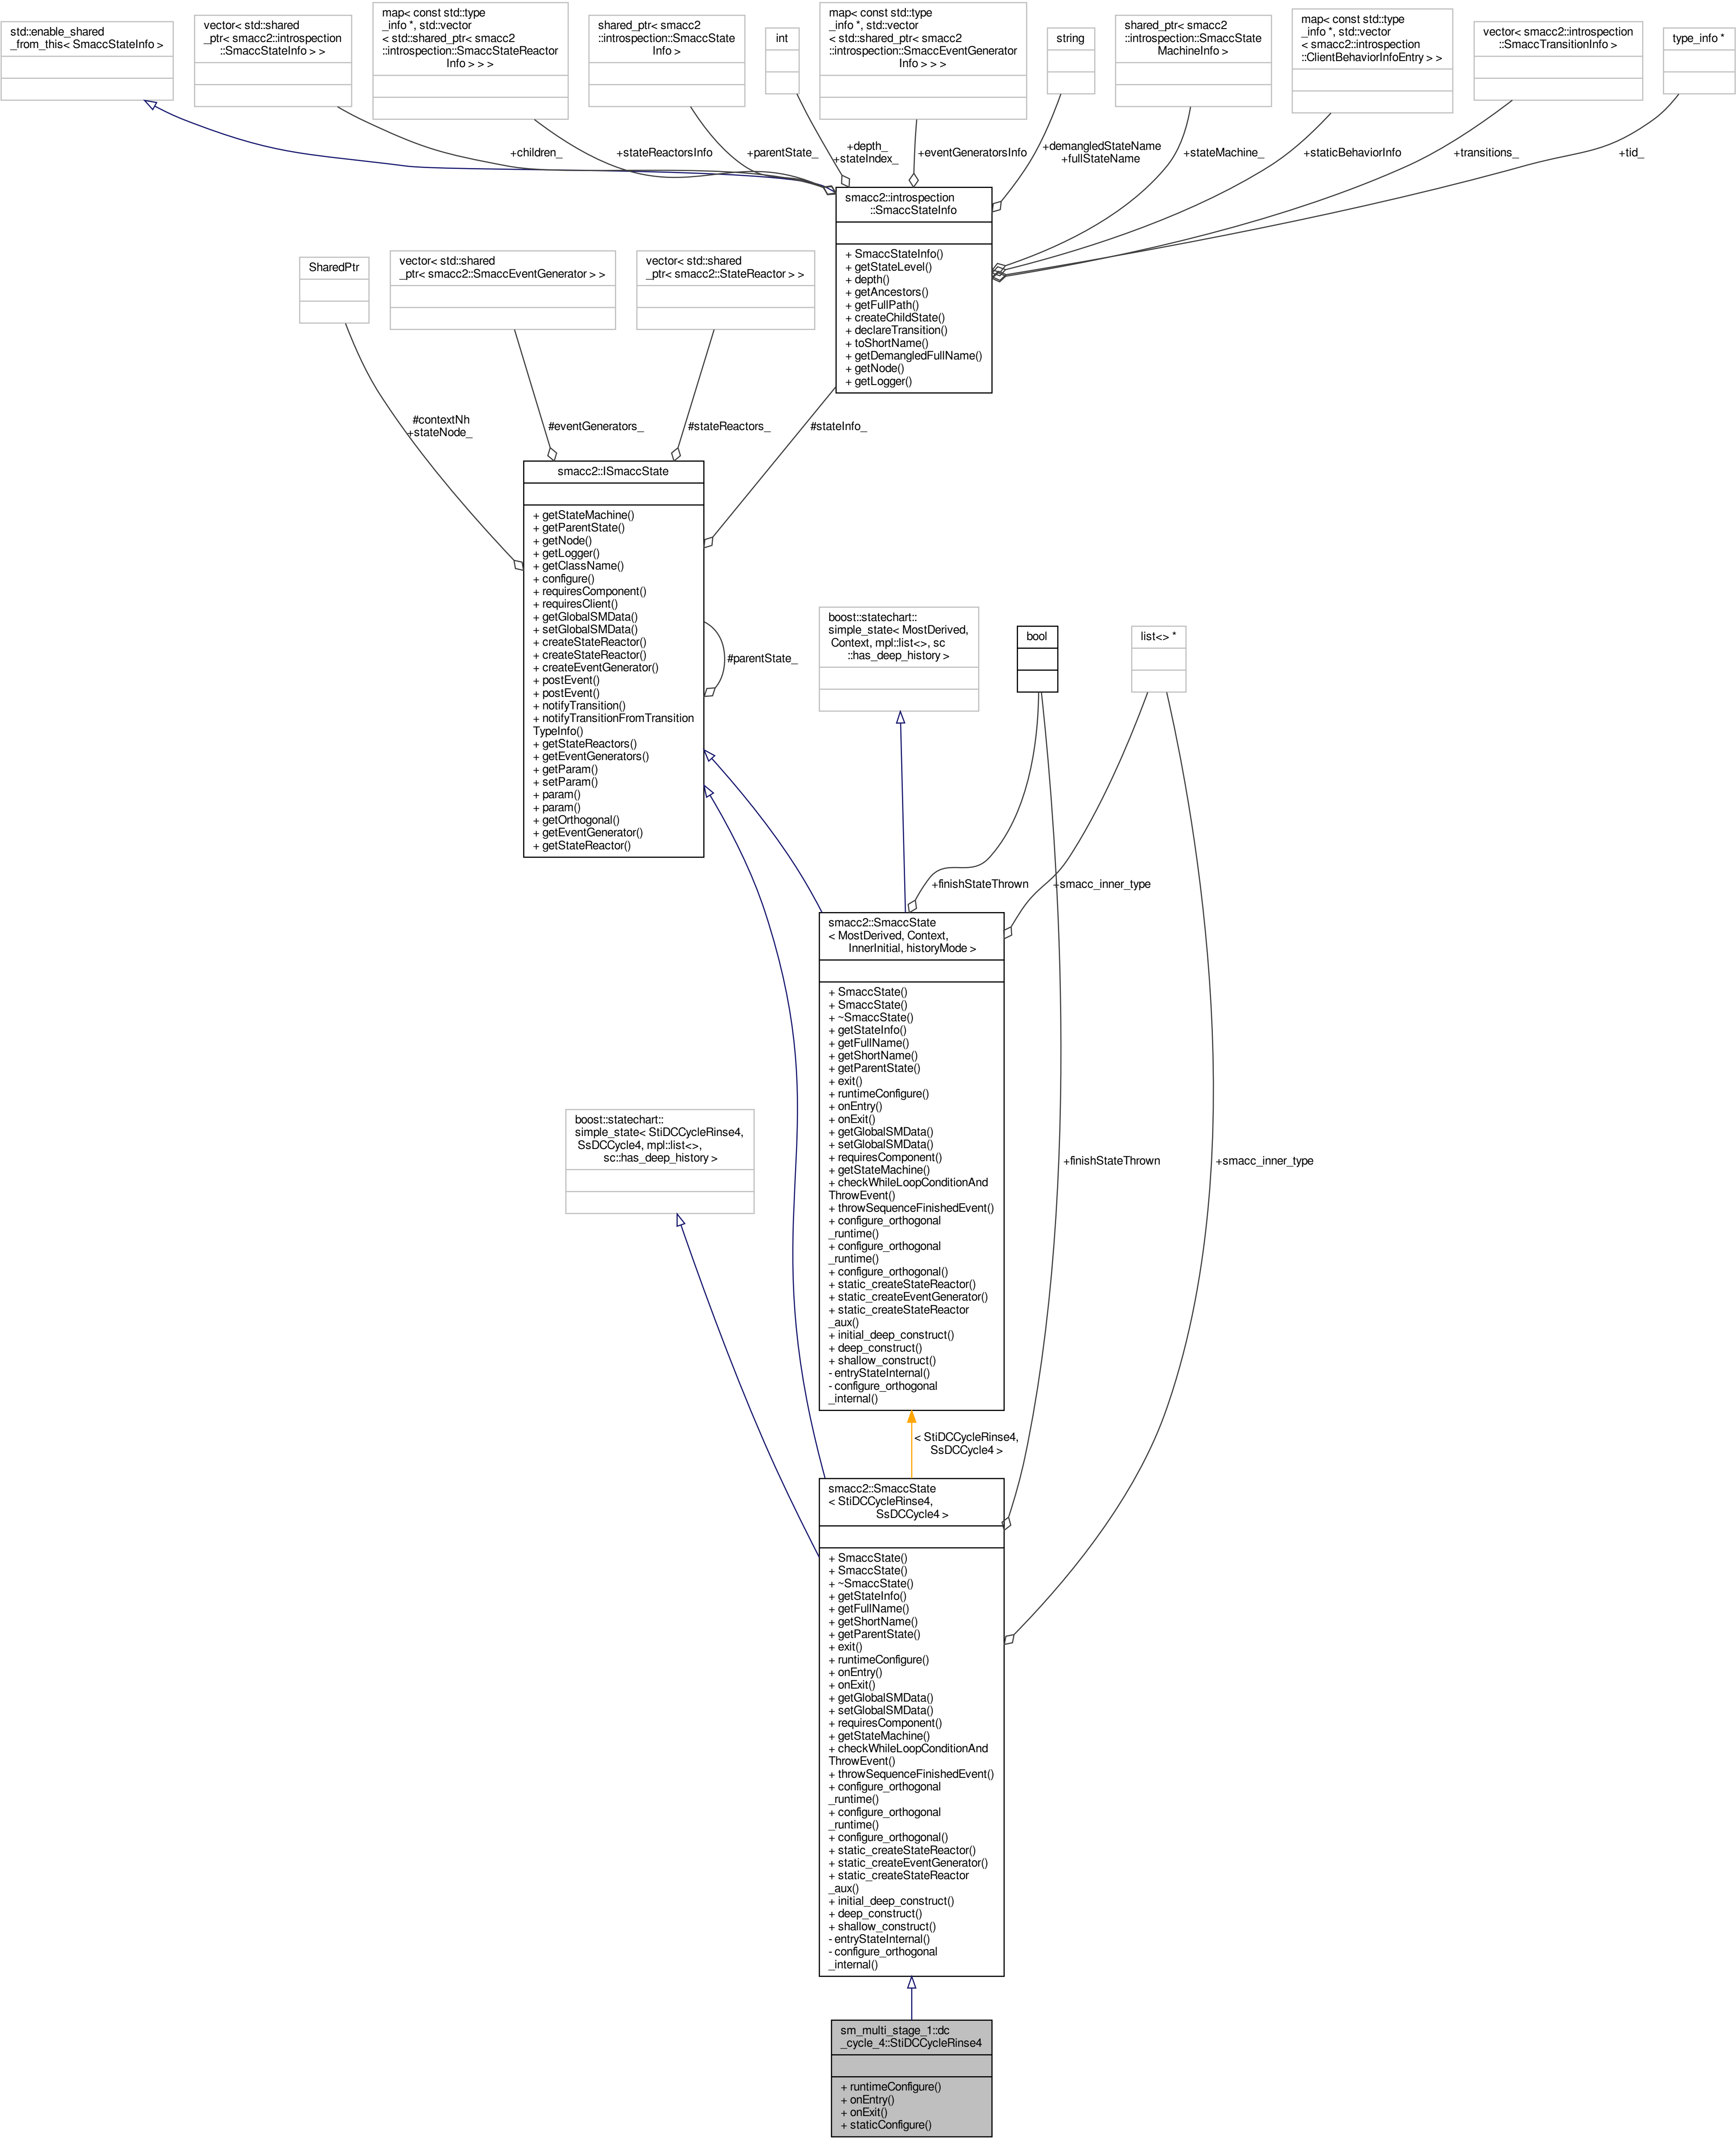 std::enable_shared
_from_this< SmaccStateInfo >
vector< std::shared
_ptr< smacc2::introspection
::SmaccStateInfo > >
map< const std::type
_info *, std::vector
< std::shared_ptr< smacc2
::introspection::SmaccStateReactor
Info > > >
shared_ptr< smacc2
::introspection::SmaccState
Info >
int
map< const std::type
_info *, std::vector
< std::shared_ptr< smacc2
::introspection::SmaccEventGenerator
Info > > >
string
shared_ptr< smacc2
::introspection::SmaccState
MachineInfo >
map< const std::type
_info *, std::vector
< smacc2::introspection
::ClientBehaviorInfoEntry > >
vector< smacc2::introspection
::SmaccTransitionInfo >
type_info *
+children_
+stateReactorsInfo
+parentState_
+depth_
+stateIndex_
+eventGeneratorsInfo
+demangledStateName
+fullStateName
+stateMachine_
+staticBehaviorInfo
+transitions_
+tid_
smacc2::introspection
::SmaccStateInfo
+ SmaccStateInfo()
+ getStateLevel()
+ depth()
+ getAncestors()
+ getFullPath()
+ createChildState()
+ declareTransition()
+ toShortName()
+ getDemangledFullName()
+ getNode()
+ getLogger()
SharedPtr
vector< std::shared
_ptr< smacc2::SmaccEventGenerator > >
vector< std::shared
_ptr< smacc2::StateReactor > >
#contextNh
+stateNode_
#eventGenerators_
#stateReactors_
#stateInfo_
smacc2::ISmaccState
+ getStateMachine()
+ getParentState()
+ getNode()
+ getLogger()
+ getClassName()
+ configure()
+ requiresComponent()
+ requiresClient()
+ getGlobalSMData()
+ setGlobalSMData()
+ createStateReactor()
+ createStateReactor()
+ createEventGenerator()
+ postEvent()
+ postEvent()
+ notifyTransition()
+ notifyTransitionFromTransition
TypeInfo()
+ getStateReactors()
+ getEventGenerators()
+ getParam()
+ setParam()
+ param()
+ param()
+ getOrthogonal()
+ getEventGenerator()
+ getStateReactor()
#parentState_
boost::statechart::
simple_state< MostDerived,
Context, mpl::list<>, sc
::has_deep_history >
bool
list<> *
+finishStateThrown
+smacc_inner_type
smacc2::SmaccState
< MostDerived, Context,
InnerInitial, historyMode >
+ SmaccState()
+ SmaccState()
+ ~SmaccState()
+ getStateInfo()
+ getFullName()
+ getShortName()
+ getParentState()
+ exit()
+ runtimeConfigure()
+ onEntry()
+ onExit()
+ getGlobalSMData()
+ setGlobalSMData()
+ requiresComponent()
+ getStateMachine()
+ checkWhileLoopConditionAnd
ThrowEvent()
+ throwSequenceFinishedEvent()
+ configure_orthogonal
_runtime()
+ configure_orthogonal
_runtime()
+ configure_orthogonal()
+ static_createStateReactor()
+ static_createEventGenerator()
+ static_createStateReactor
_aux()
+ initial_deep_construct()
+ deep_construct()
+ shallow_construct()
- entryStateInternal()
- configure_orthogonal
_internal()
boost::statechart::
simple_state< StiDCCycleRinse4,
SsDCCycle4, mpl::list<>,
sc::has_deep_history >
+finishStateThrown
+smacc_inner_type
< StiDCCycleRinse4,
SsDCCycle4 >
smacc2::SmaccState
< StiDCCycleRinse4,
SsDCCycle4 >
+ SmaccState()
+ SmaccState()
+ ~SmaccState()
+ getStateInfo()
+ getFullName()
+ getShortName()
+ getParentState()
+ exit()
+ runtimeConfigure()
+ onEntry()
+ onExit()
+ getGlobalSMData()
+ setGlobalSMData()
+ requiresComponent()
+ getStateMachine()
+ checkWhileLoopConditionAnd
ThrowEvent()
+ throwSequenceFinishedEvent()
+ configure_orthogonal
_runtime()
+ configure_orthogonal
_runtime()
+ configure_orthogonal()
+ static_createStateReactor()
+ static_createEventGenerator()
+ static_createStateReactor
_aux()
+ initial_deep_construct()
+ deep_construct()
+ shallow_construct()
- entryStateInternal()
- configure_orthogonal
_internal()
sm_multi_stage_1::dc
_cycle_4::StiDCCycleRinse4
+ runtimeConfigure()
+ onEntry()
+ onExit()
+ staticConfigure()